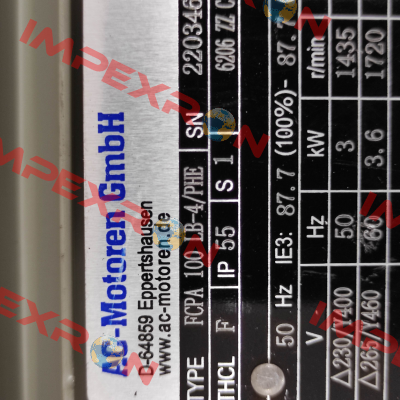 AC-Motoren GmbH
D-64859 Eppertshausen
www.ac-motoren.de
TYPE FCPA 100 LB-4/PHE SN 220346
THCL F IP 55 S 1 6206 ZZ C
50 Hz IE3: 87.7 (100%)- 87.
V Hz kW r/min
△230/Y400 50 3 1435
△265/Y460 60 3.6 1720
IMPEXRON
IMPEXRON
IMPEXRON